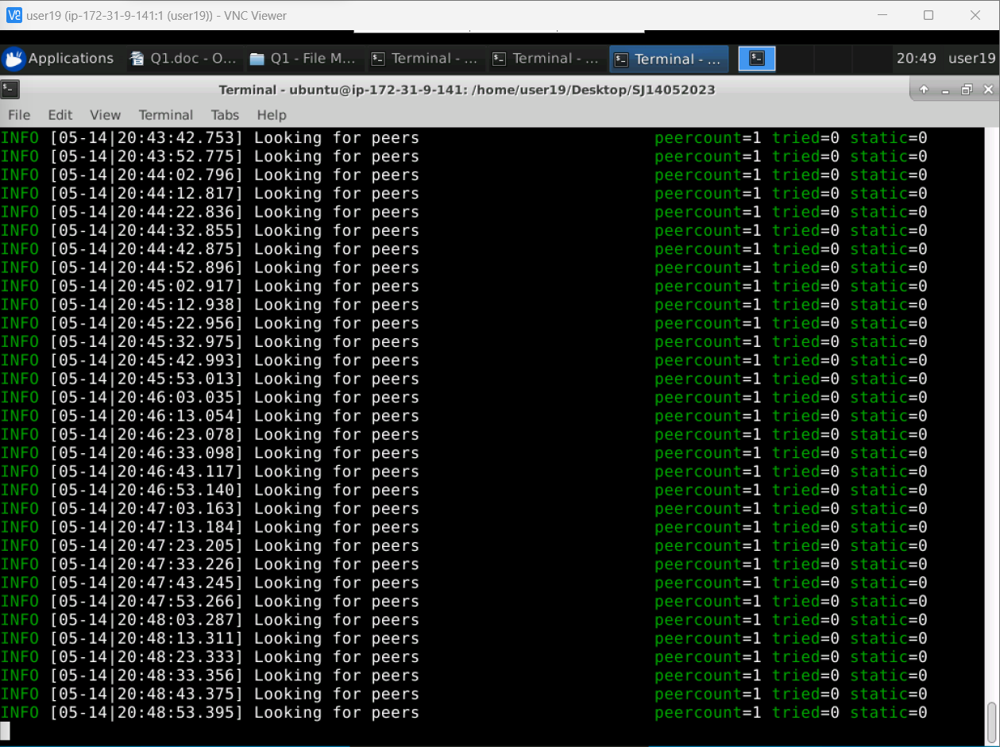 user19 (ip-172-31-9-141:1 (user19)) - VNC Viewer
Applications Q1.doc - O... Q1 - File M... Terminal - ... Terminal - ... Terminal - ... 20:49 user19
Terminal - ubuntu@ip-172-31-9-141: /home/user19/Desktop/SJ14052023
File Edit View Terminal Tabs Help
INFO [05-14|20:43:42.753] Looking for peers peercount=1 tried=0 static=0
INFO [05-14|20:43:52.775] Looking for peers peercount=1 tried=0 static=0
INFO [05-14|20:44:02.796] Looking for peers peercount=1 tried=0 static=0
INFO [05-14|20:44:12.817] Looking for peers peercount=1 tried=0 static=0
INFO [05-14|20:44:22.836] Looking for peers peercount=1 tried=0 static=0
INFO [05-14|20:44:32.855] Looking for peers peercount=1 tried=0 static=0
INFO [05-14|20:44:42.875] Looking for peers peercount=1 tried=0 static=0
INFO [05-14|20:44:52.896] Looking for peers peercount=1 tried=0 static=0
INFO [05-14|20:45:02.917] Looking for peers peercount=1 tried=0 static=0
INFO [05-14|20:45:12.938] Looking for peers peercount=1 tried=0 static=0
INFO [05-14|20:45:22.956] Looking for peers peercount=1 tried=0 static=0
INFO [05-14|20:45:32.975] Looking for peers peercount=1 tried=0 static=0
INFO [05-14|20:45:42.993] Looking for peers peercount=1 tried=0 static=0
INFO [05-14|20:45:53.013] Looking for peers peercount=1 tried=0 static=0
INFO [05-14|20:46:03.035] Looking for peers peercount=1 tried=0 static=0
INFO [05-14|20:46:13.054] Looking for peers peercount=1 tried=0 static=0
INFO [05-14|20:46:23.078] Looking for peers peercount=1 tried=0 static=0
INFO [05-14|20:46:33.098] Looking for peers peercount=1 tried=0 static=0
INFO [05-14|20:46:43.117] Looking for peers peercount=1 tried=0 static=0
INFO [05-14|20:46:53.140] Looking for peers peercount=1 tried=0 static=0
INFO [05-14|20:47:03.163] Looking for peers peercount=1 tried=0 static=0
INFO [05-14|20:47:13.184] Looking for peers peercount=1 tried=0 static=0
INFO [05-14|20:47:23.205] Looking for peers peercount=1 tried=0 static=0
INFO [05-14|20:47:33.226] Looking for peers peercount=1 tried=0 static=0
INFO [05-14|20:47:43.245] Looking for peers peercount=1 tried=0 static=0
INFO [05-14|20:47:53.266] Looking for peers peercount=1 tried=0 static=0
INFO [05-14|20:48:03.287] Looking for peers peercount=1 tried=0 static=0
INFO [05-14|20:48:13.311] Looking for peers peercount=1 tried=0 static=0
INFO [05-14|20:48:23.333] Looking for peers peercount=1 tried=0 static=0
INFO [05-14|20:48:33.356] Looking for peers peercount=1 tried=0 static=0
INFO [05-14|20:48:43.375] Looking for peers peercount=1 tried=0 static=0
INFO [05-14|20:48:53.395] Looking for peers peercount=1 tried=0 static=0